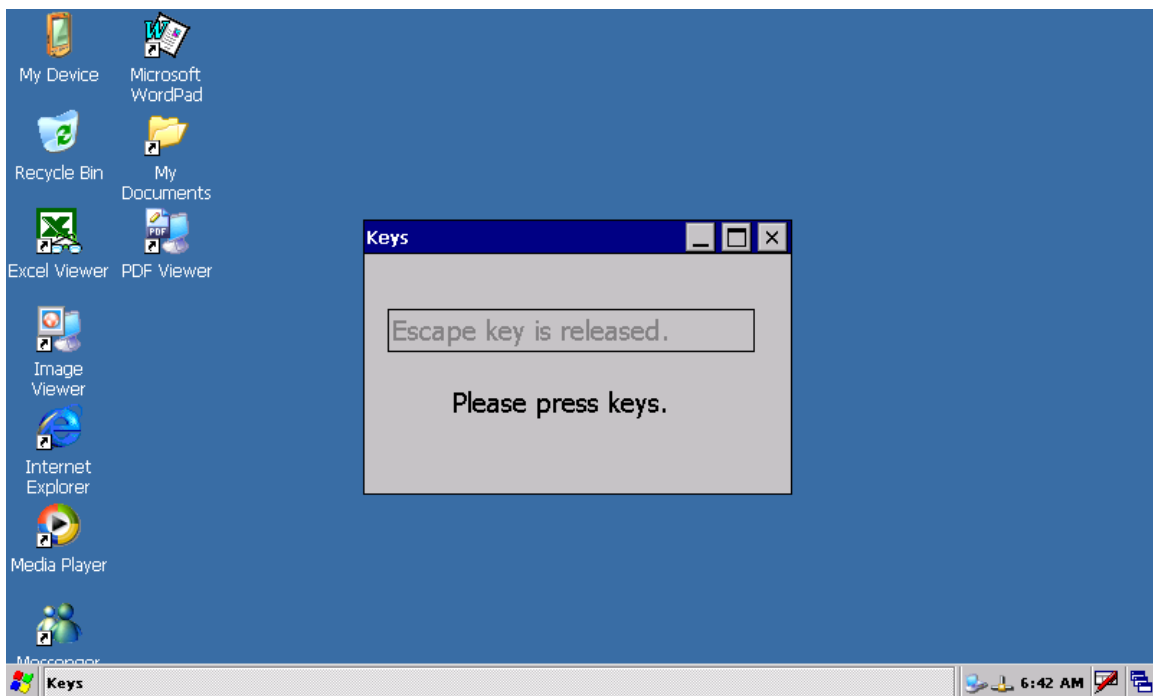 My Device
Microsoft
WordPad
Recycle Bin
My
Documents
Excel Viewer
PDF Viewer
Image
Viewer
Internet
Explorer
Media Player
Messenger
Keys
Escape key is released.
Please press keys.
Keys
6:42 AM